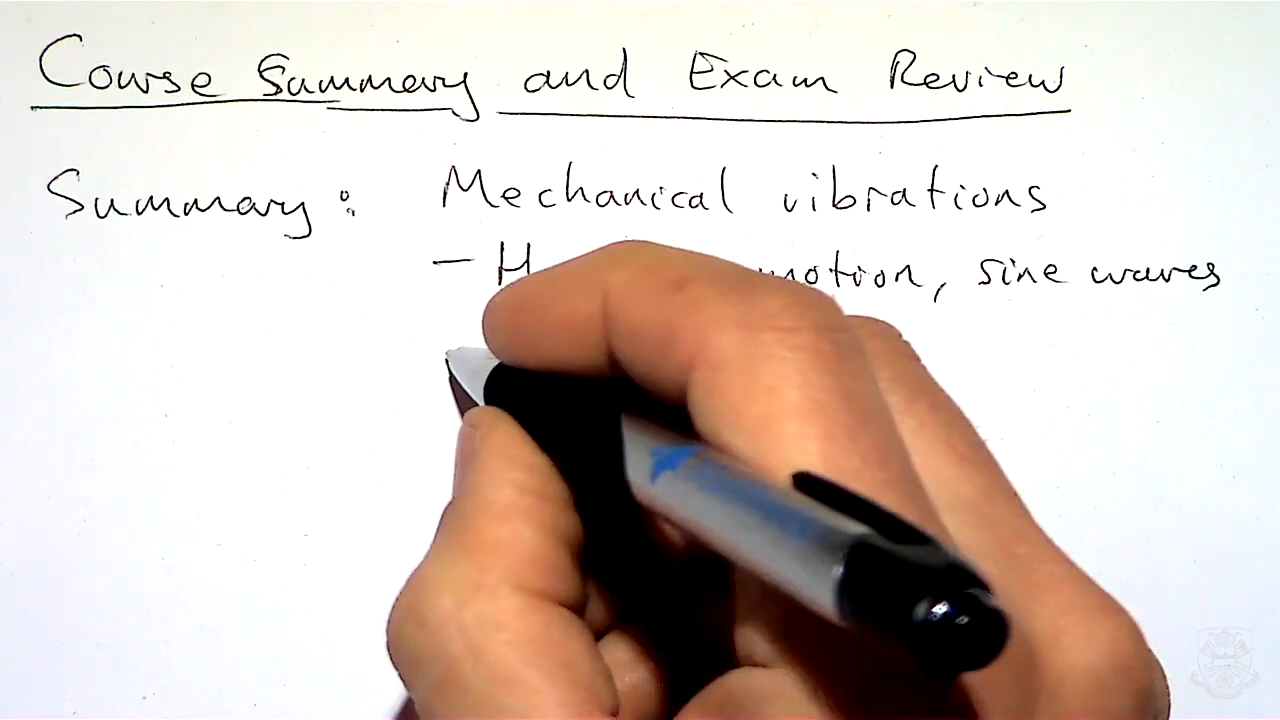 Course Summary and Exam Review
Summary: Mechanical vibrations
- H motion, sine waves